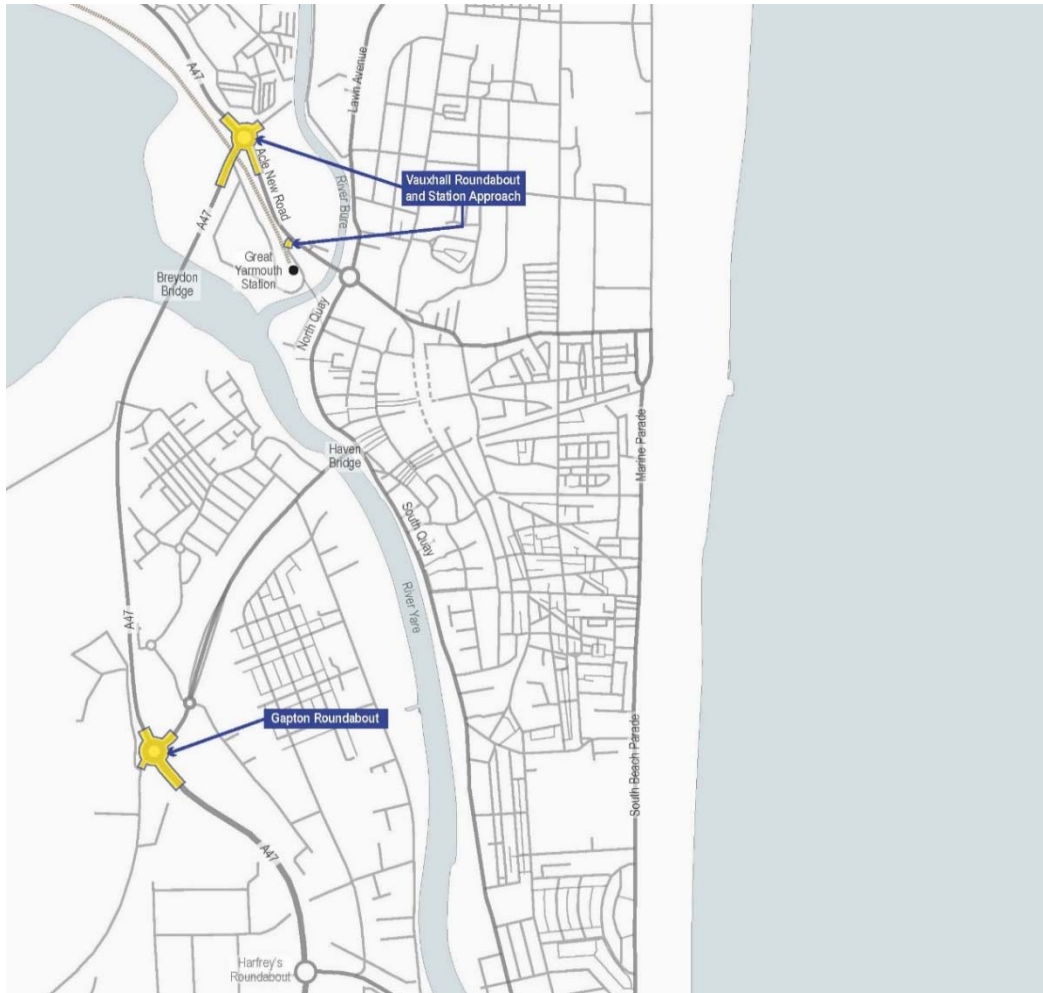 A47
Lawn Avenue
Acle New Road
Vauxhall Roundabout
and Station Approach
River Bure
A47
Great
Yarmouth
Station
Breydon
Bridge
North Quay
Marine Parade
Haven
Bridge
South Quay
River Yare
A47
Gapton Roundabout
South Beach Parade
A47
Harfrey's
Roundabout